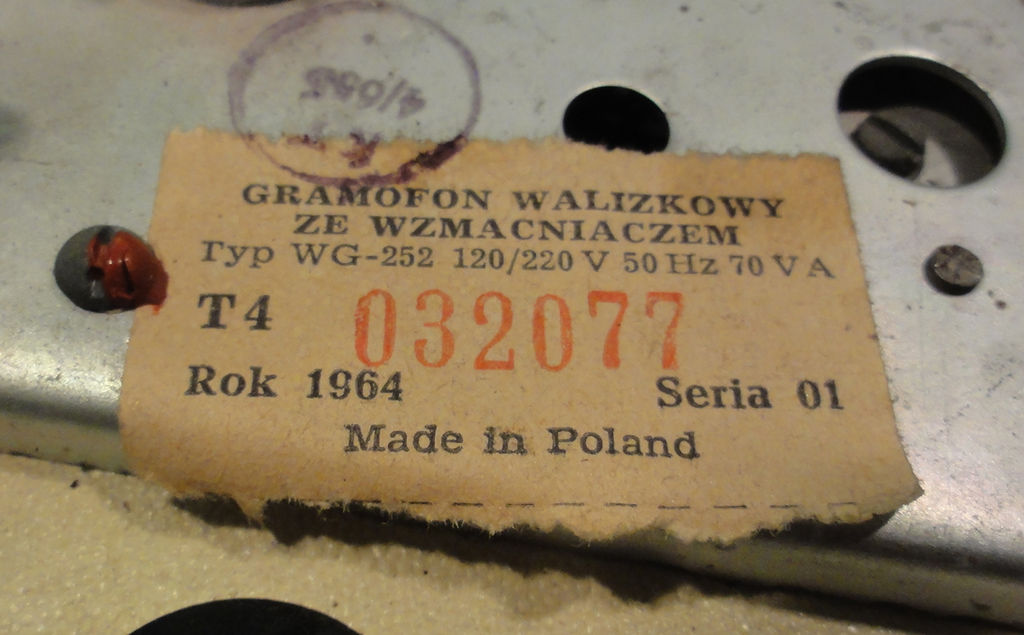 GRAMOFON WALIZKOWY
ZE WZMACNIACZEM
Typ WG-252 120/220 V 50 Hz 70 V A
T4 032077
Rok 1964 Seria 01
Made in Poland